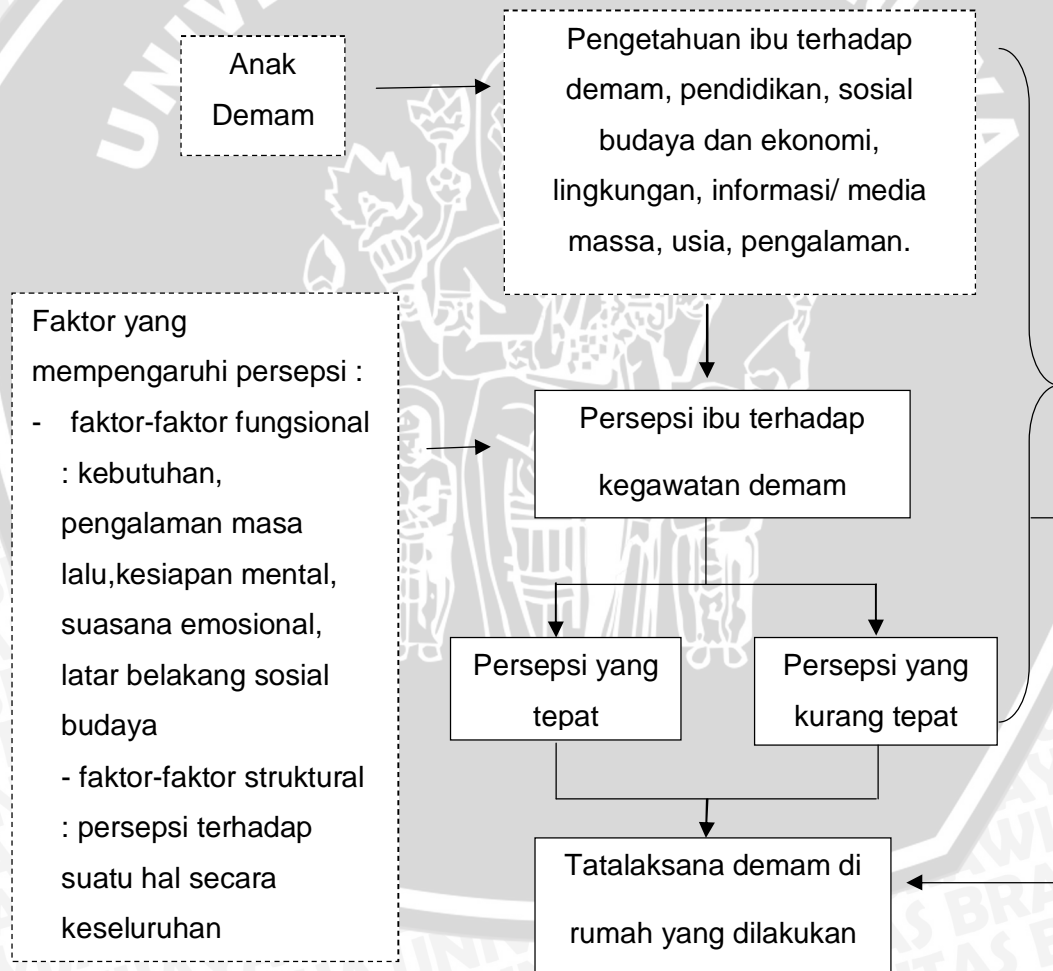 Anak
Demam
Pengetahuan ibu terhadap
demam, pendidikan, sosial
budaya dan ekonomi,
lingkungan, informasi/ media
massa, usia, pengalaman.
Faktor yang
mempengaruhi persepsi :
- faktor-faktor fungsional
: kebutuhan,
pengalaman masa
lalu,kesiapan mental,
suasana emosional,
latar belakang sosial
budaya
- faktor-faktor struktural
: persepsi terhadap
suatu hal secara
keseluruhan
Persepsi ibu terhadap
kegawatan demam
Persepsi yang
tepat
Persepsi yang
kurang tepat
Tatalaksana demam di
rumah yang dilakukan